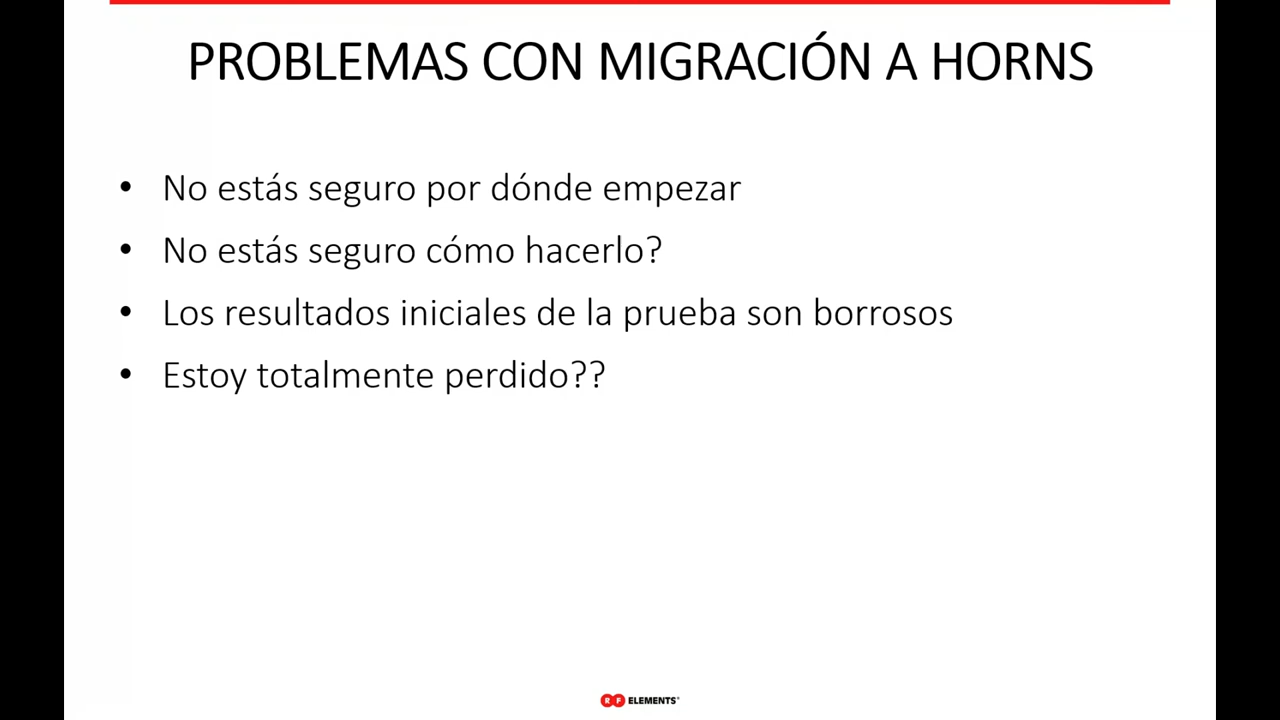 PROBLEMAS CON MIGRACIÓN A HORNS
• No estás seguro por dónde empezar
• No estás seguro cómo hacerlo?
• Los resultados iniciales de la prueba son borrosos
• Estoy totalmente perdido??
RF ELEMENTS®